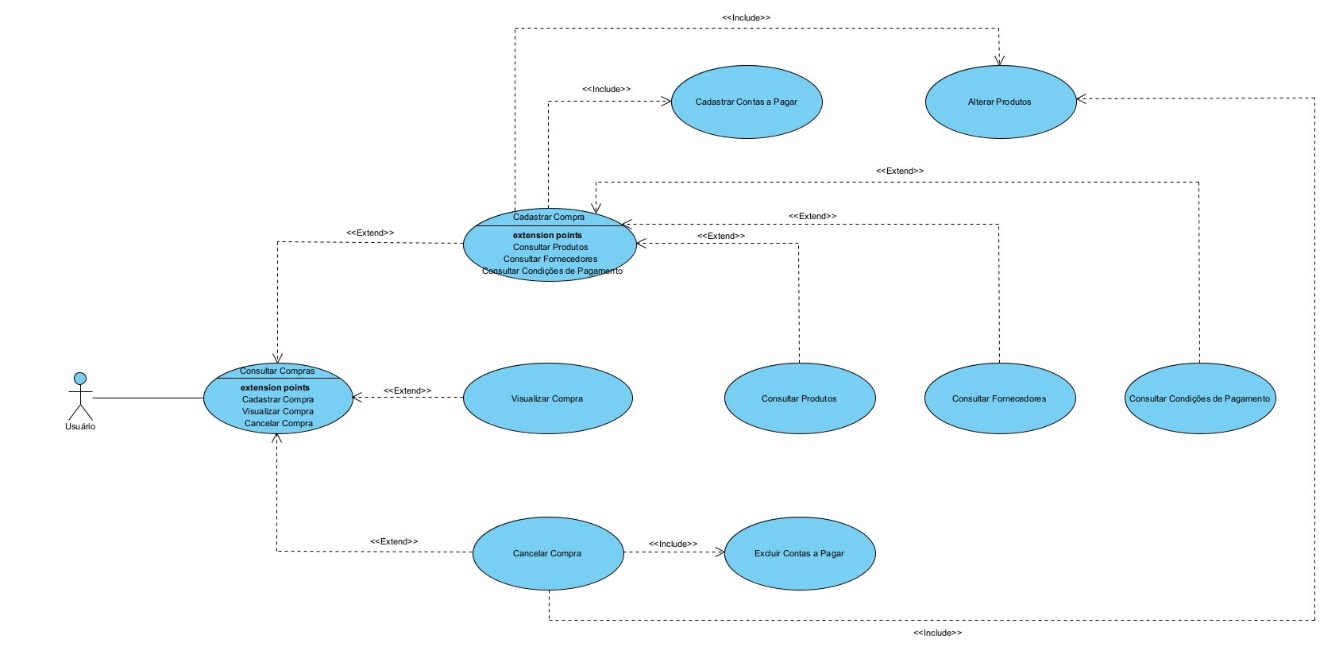 <<Include>>
<<Include>>
Cadastrar Contas a Pagar
Alterar Produtos
<<Extend>>
Cadastrar Compra
extension points
Consultar Produtos
Consultar Fornecedores
Consultar Condições de Pagamento
<<Extend>>
<<Extend>>
<<Extend>>
Consultar Compras
extension points
Cadastrar Compra
Visualizar Compra
Cancelar Compra
<<Extend>>
Visualizar Compra
Consultar Produtos
Consultar Fornecedores
Consultar Condições de Pagamento
Usuário
<<Extend>>
Cancelar Compra
<<Include>>
Excluir Contas a Pagar
<<Include>>